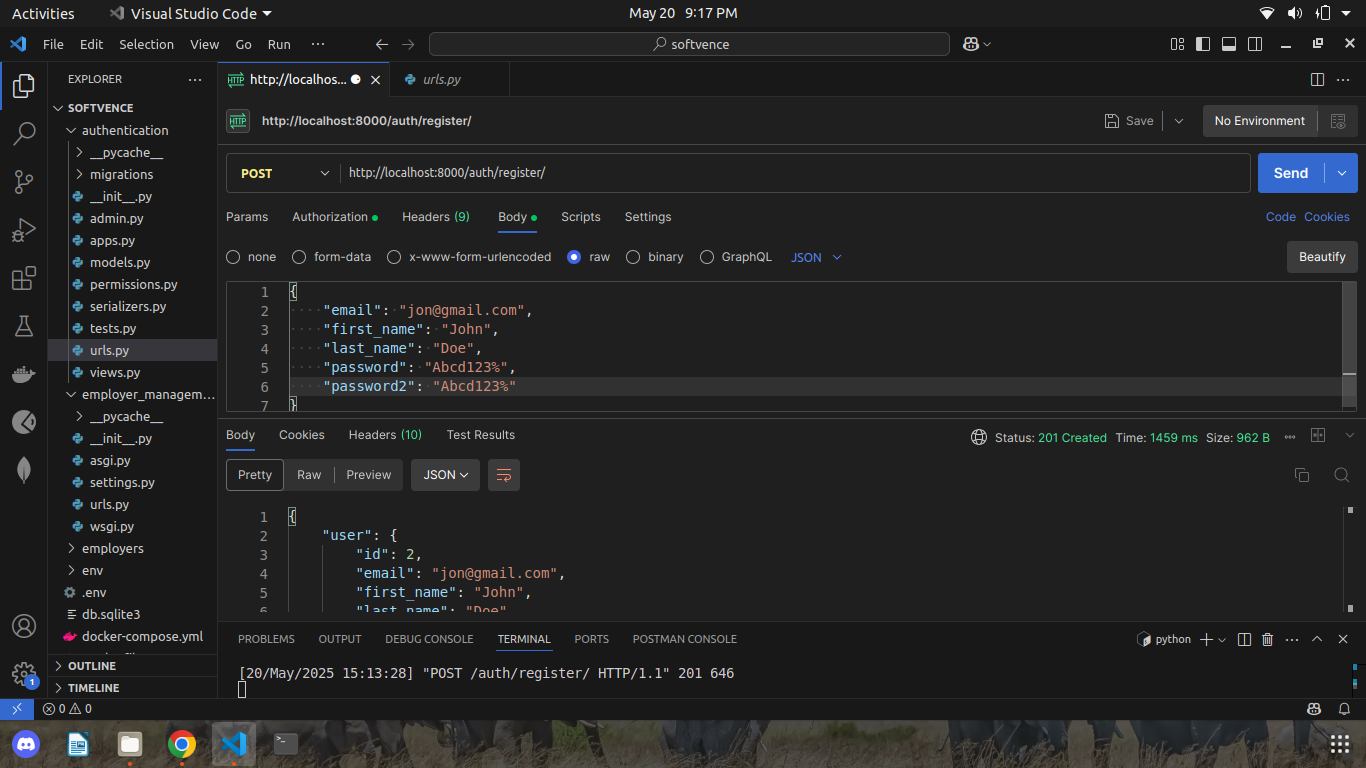 Activities Visual Studio Code May 20 9:17 PM
File Edit Selection View Go Run ··· softvence
EXPLORER ···
SOFTVENCE
authentication
__pycache__
migrations
__init__.py
admin.py
apps.py
models.py
permissions.py
serializers.py
tests.py
urls.py
views.py
employer_managem...
__pycache__
__init__.py
asgi.py
settings.py
urls.py
wsgi.py
employers
env
.env
db.sqlite3
docker-compose.yml
OUTLINE
TIMELINE
1
0 0
HTTP http://localhos... urls.py ···
HTTP http://localhost:8000/auth/register/ Save No Environment
POST http://localhost:8000/auth/register/ Send
Params Authorization Headers (9) Body Scripts Settings Code Cookies
none form-data x-www-form-urlencoded raw binary GraphQL JSON Beautify
1 {
2 "email": "jon@gmail.com",
3 "first_name": "John",
4 "last_name": "Doe",
5 "password": "Abcd123%",
6 "password2": "Abcd123%"
7 }
Body Cookies Headers (10) Test Results Status: 201 Created Time: 1459 ms Size: 962 B ···
Pretty Raw Preview JSON
1 {
2 "user": {
3 "id": 2,
4 "email": "jon@gmail.com",
5 "first_name": "John",
6 "last_name": "Doe"
PROBLEMS OUTPUT DEBUG CONSOLE TERMINAL PORTS POSTMAN CONSOLE python ···
[20/May/2025 15:13:28] "POST /auth/register/ HTTP/1.1" 201 646